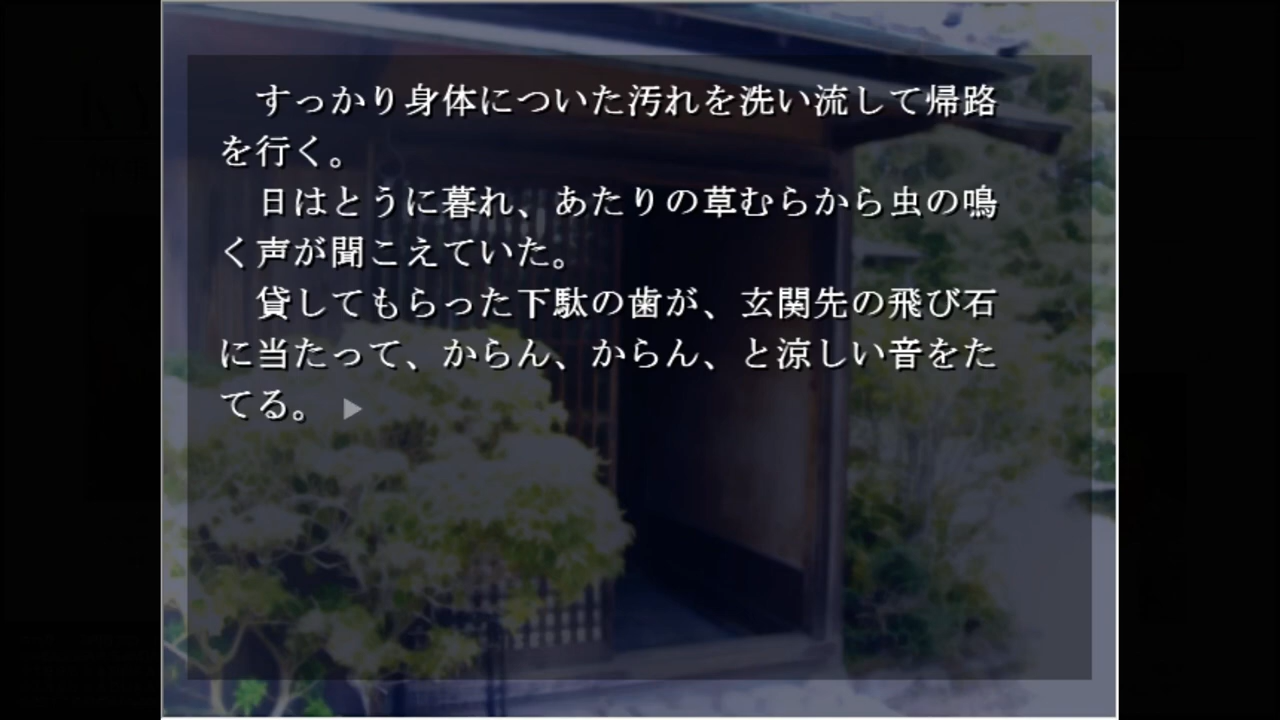 すっかり身体についた汚れを洗い流して帰路
を行く。
　日はとうに暮れ、あたりの草むらから虫の鳴
く声が聞こえていた。
　貸してもらった下駄の歯が、玄関先の飛び石
に当たって、からん、からん、と涼しい音をた
てる。